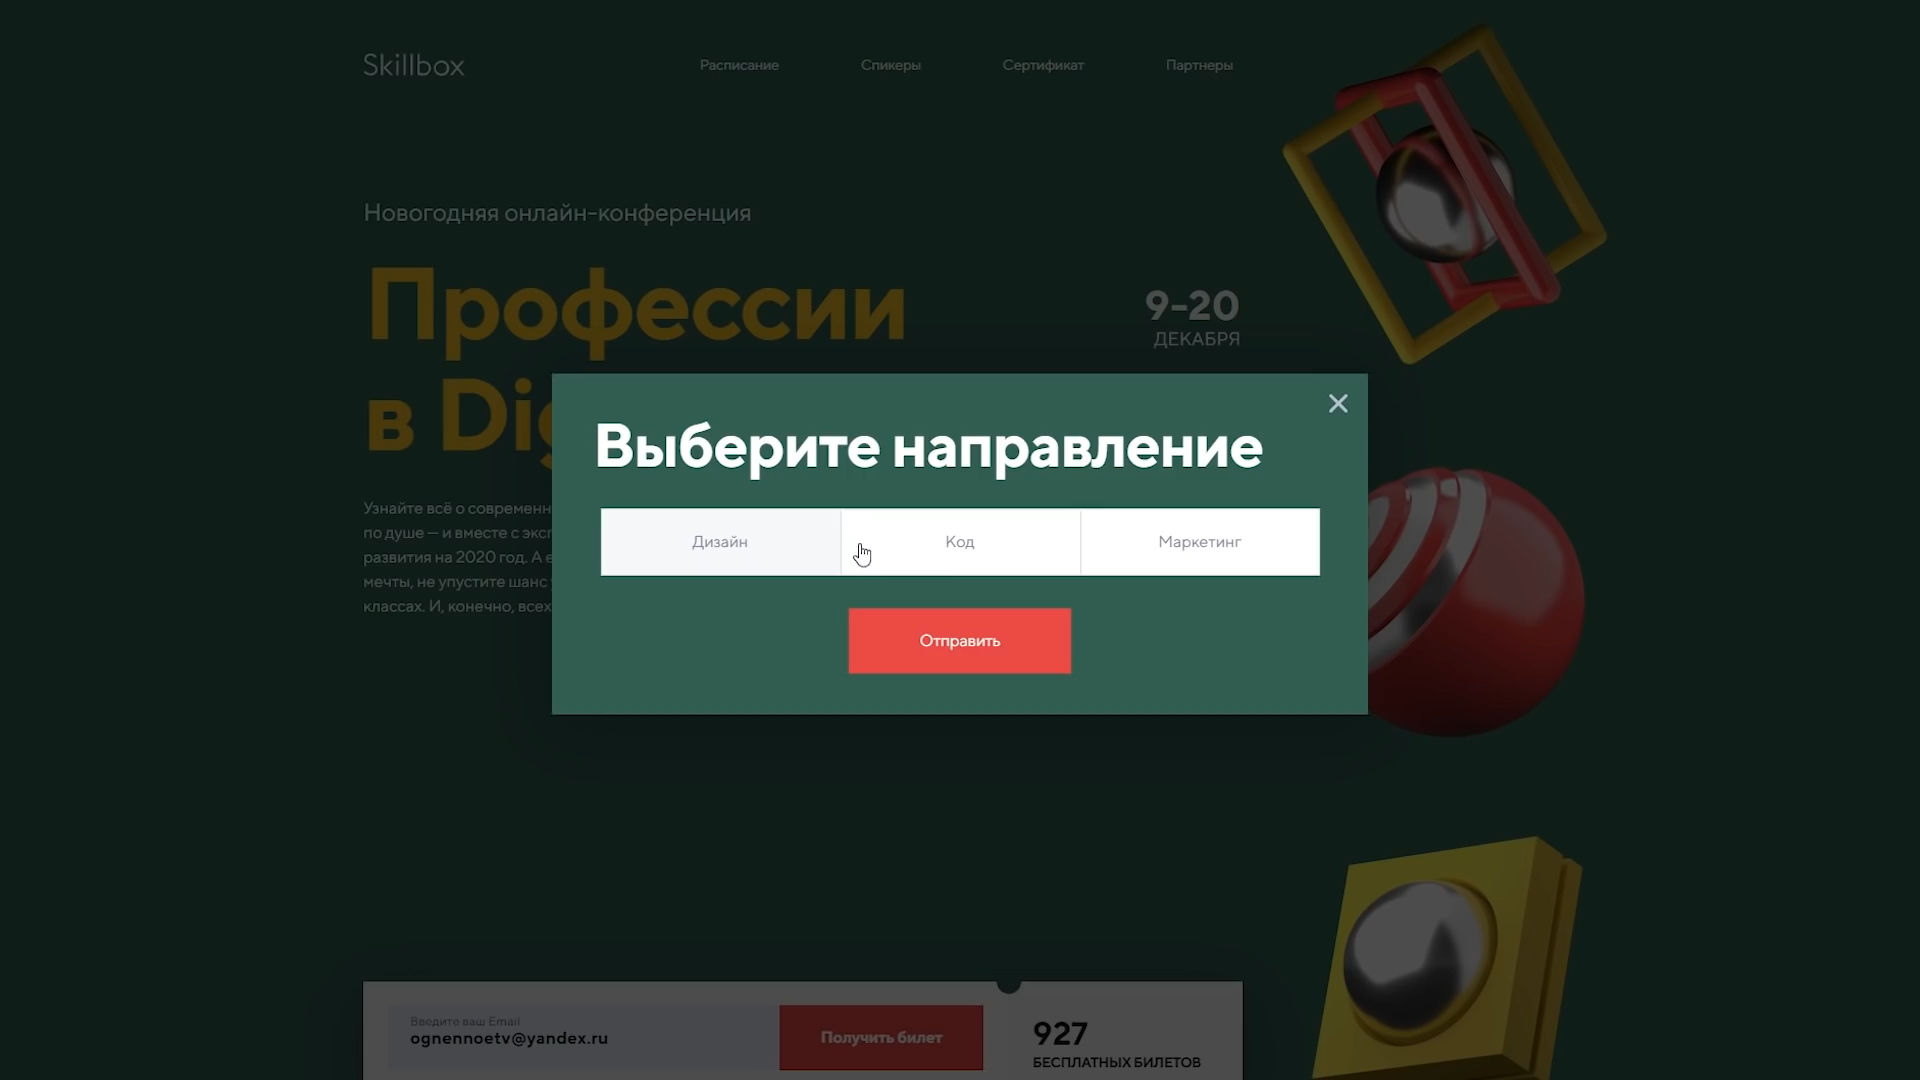 Skillbox
Расписание
Спикеры
Сертификат
Партнеры
Новогодняя онлайн-конференция
Профессии
9-20
ДЕКАБРЯ
в Di
Выберите направление
Узнайте всё о современн
по душе — и вместе с эксп
развития на 2020 год. А е
мечты, не упустите шанс
классах. И, конечно, всех
Дизайн
Код
Маркетинг
Отправить
Введите ваш Email
ognennoetv@yandex.ru
Получить билет
927
БЕСПЛАТНЫХ БИЛЕТОВ